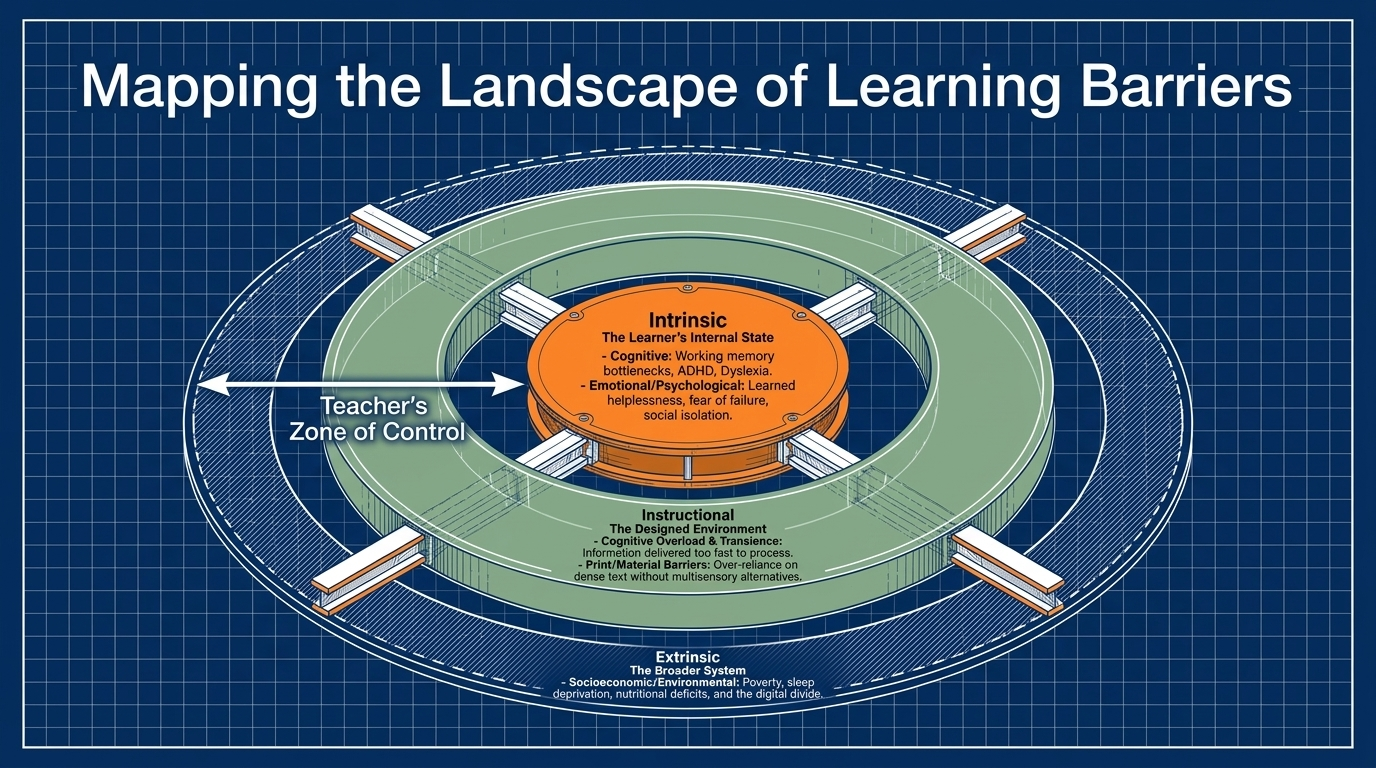 Mapping the Landscape of Learning Barriers
Intrinsic
The Learner's Internal State
- Cognitive: Working memory
bottlenecks, ADHD, Dyslexia.
- Emotional/Psychological: Learned
helplessness, fear of failure,
social isolation.
Teacher's
Zone of Control
Instructional
The Designed Environment
- Cognitive Overload & Transience:
Information delivered too fast to process.
- Print/Material Barriers: Over-reliance on
dense text without multisensory alternatives.
Extrinsic
The Broader System
- Socioeconomic/Environmental: Poverty, sleep
deprivation, nutritional deficits, and the digital divide.